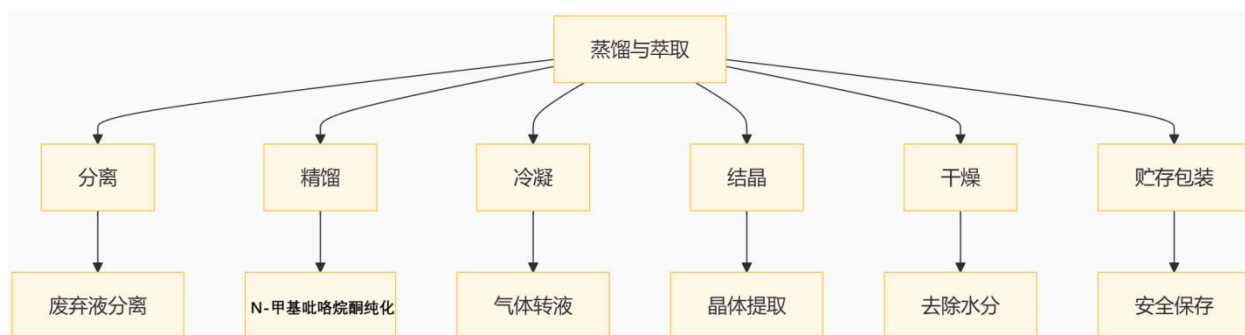 蒸馏与萃取
分离
精馏
冷凝
结晶
干燥
贮存包装
废弃液分离
N-甲基吡咯烷酮纯化
气体转液
晶体提取
去除水分
安全保存